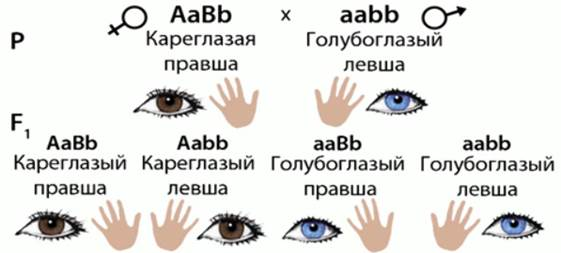 AaBb x aabb
P Кареглазая Голубоглазый
правша левша
F1
AaBb Aabb aaBb aabb
Кареглазый Кареглазый Голубоглазый Голубоглазый
правша левша правша левша